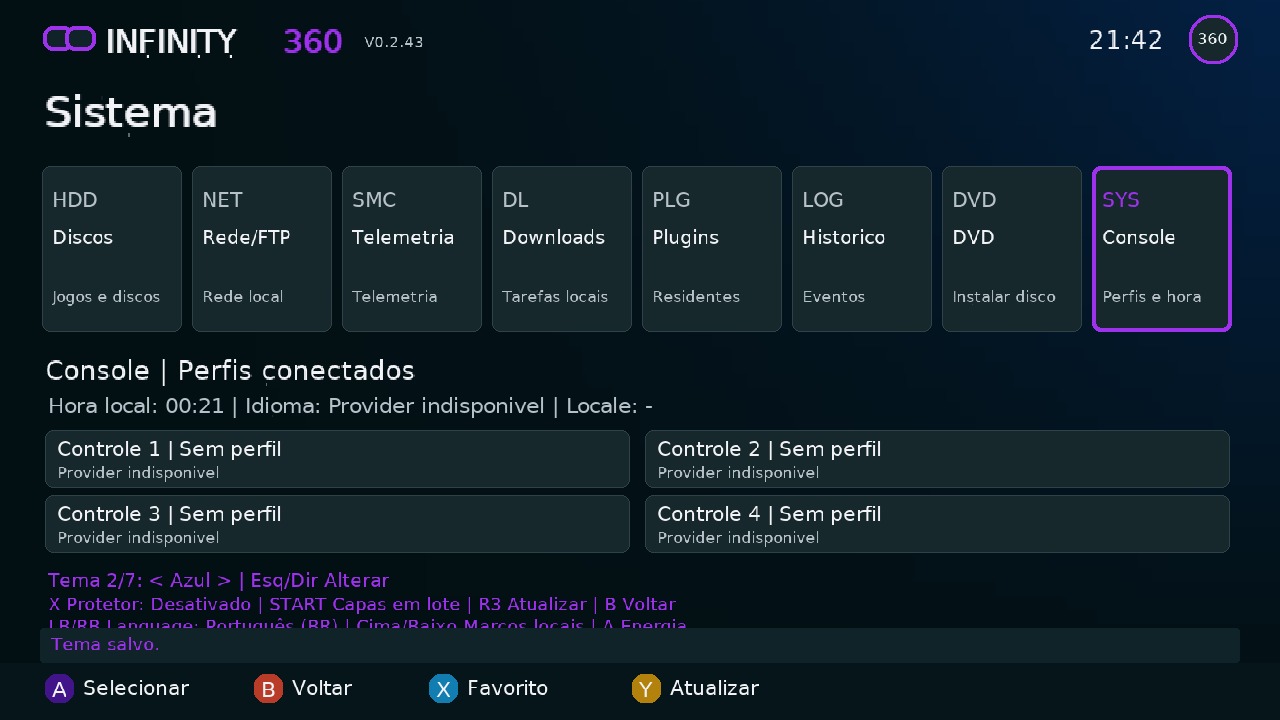 INFINITY 360 V0.2.43 21:42 360
Sistema
HDD NET SMC DL PLG LOG DVD SYS
Discos Rede/FTP Telemetria Downloads Plugins Historico DVD Console
Jogos e discos Rede local Telemetria Tarefas locais Residentes Eventos Instalar disco Perfis e hora
Console | Perfis conectados
Hora local: 00:21 | Idioma: Provider indisponivel | Locale: -
Controle 1 | Sem perfil Controle 2 | Sem perfil
Provider indisponivel Provider indisponivel
Controle 3 | Sem perfil Controle 4 | Sem perfil
Provider indisponivel Provider indisponivel
Tema 2/7: < Azul > | Esq/Dir Alterar
X Protetor: Desativado | START Capas em lote | R3 Atualizar | B Voltar
LB/RB Language: Português (BR) | Cima/Baixo Marcos locais | A Energia
Tema salvo.
A Selecionar B Voltar X Favorito Y Atualizar